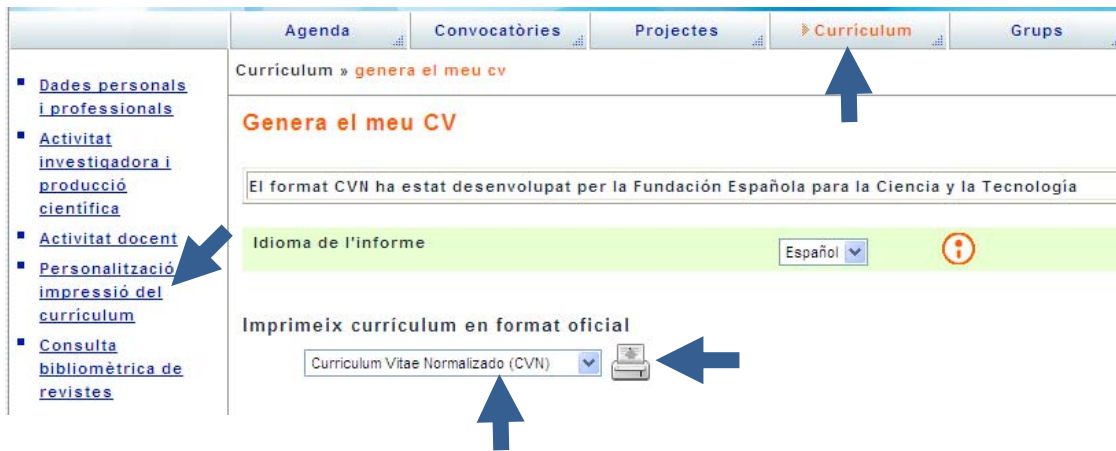 Agenda
Convocatòries
Projectes
Currículum
Grups
Currículum » genera el meu cv
Dades personals
i professionals
Activitat
investigadora i
producció
científica
Activitat docent
Personalització
impressió del
currículum
Consulta
bibliomètrica de
revistes
Genera el meu CV
El format CVN ha estat desenvolupat per la Fundación Española para la Ciencia y la Tecnología
Idioma de l'informe
Español
Imprimeix currículum en format oficial
Curriculum Vitae Normalizado (CVN)